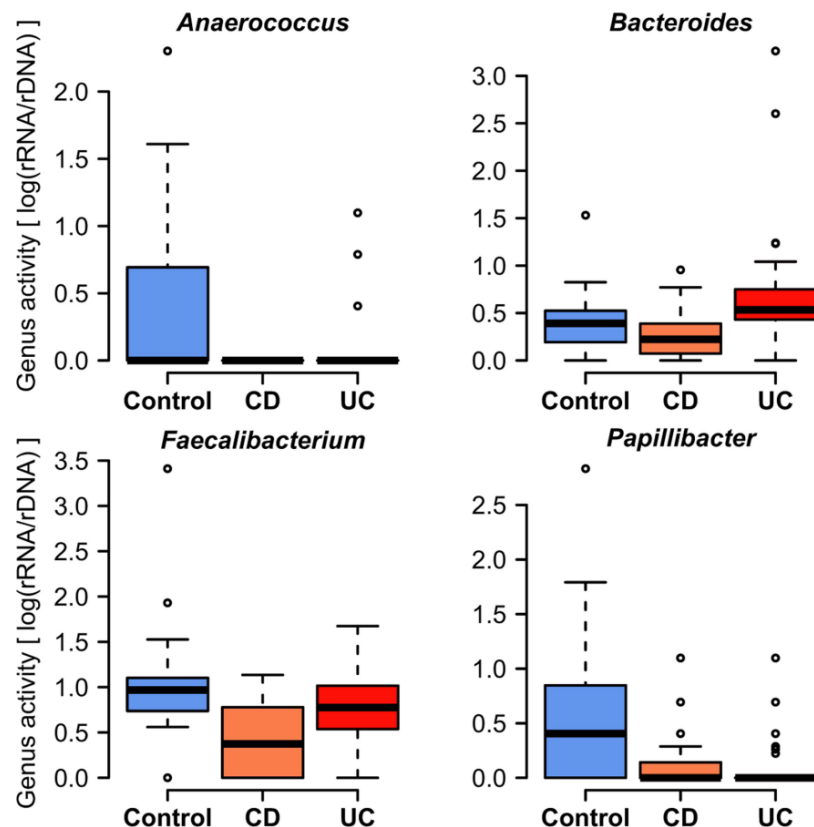 Anaerococcus
Genus activity [ log(rRNA/rDNA) ]
2.0
1.5
1.0
0.5
0.0
Control CD UC
Bacteroides
3.0
2.5
2.0
1.5
1.0
0.5
0.0
Control CD UC
Faecalibacterium
Genus activity [ log(rRNA/rDNA) ]
3.5
3.0
2.5
2.0
1.5
1.0
0.5
0.0
Control CD UC
Papillibacter
2.5
2.0
1.5
1.0
0.5
0.0
Control CD UC